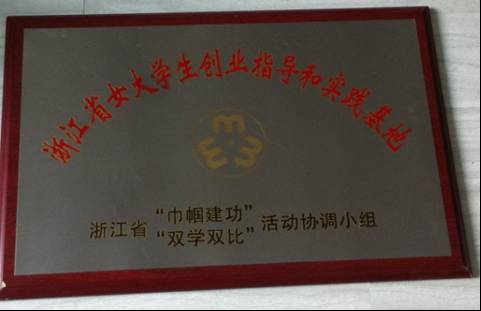 浙江省女大学生创业指导和实践基地
浙江省“巾帼建功”活动协调小组
“双学双比”